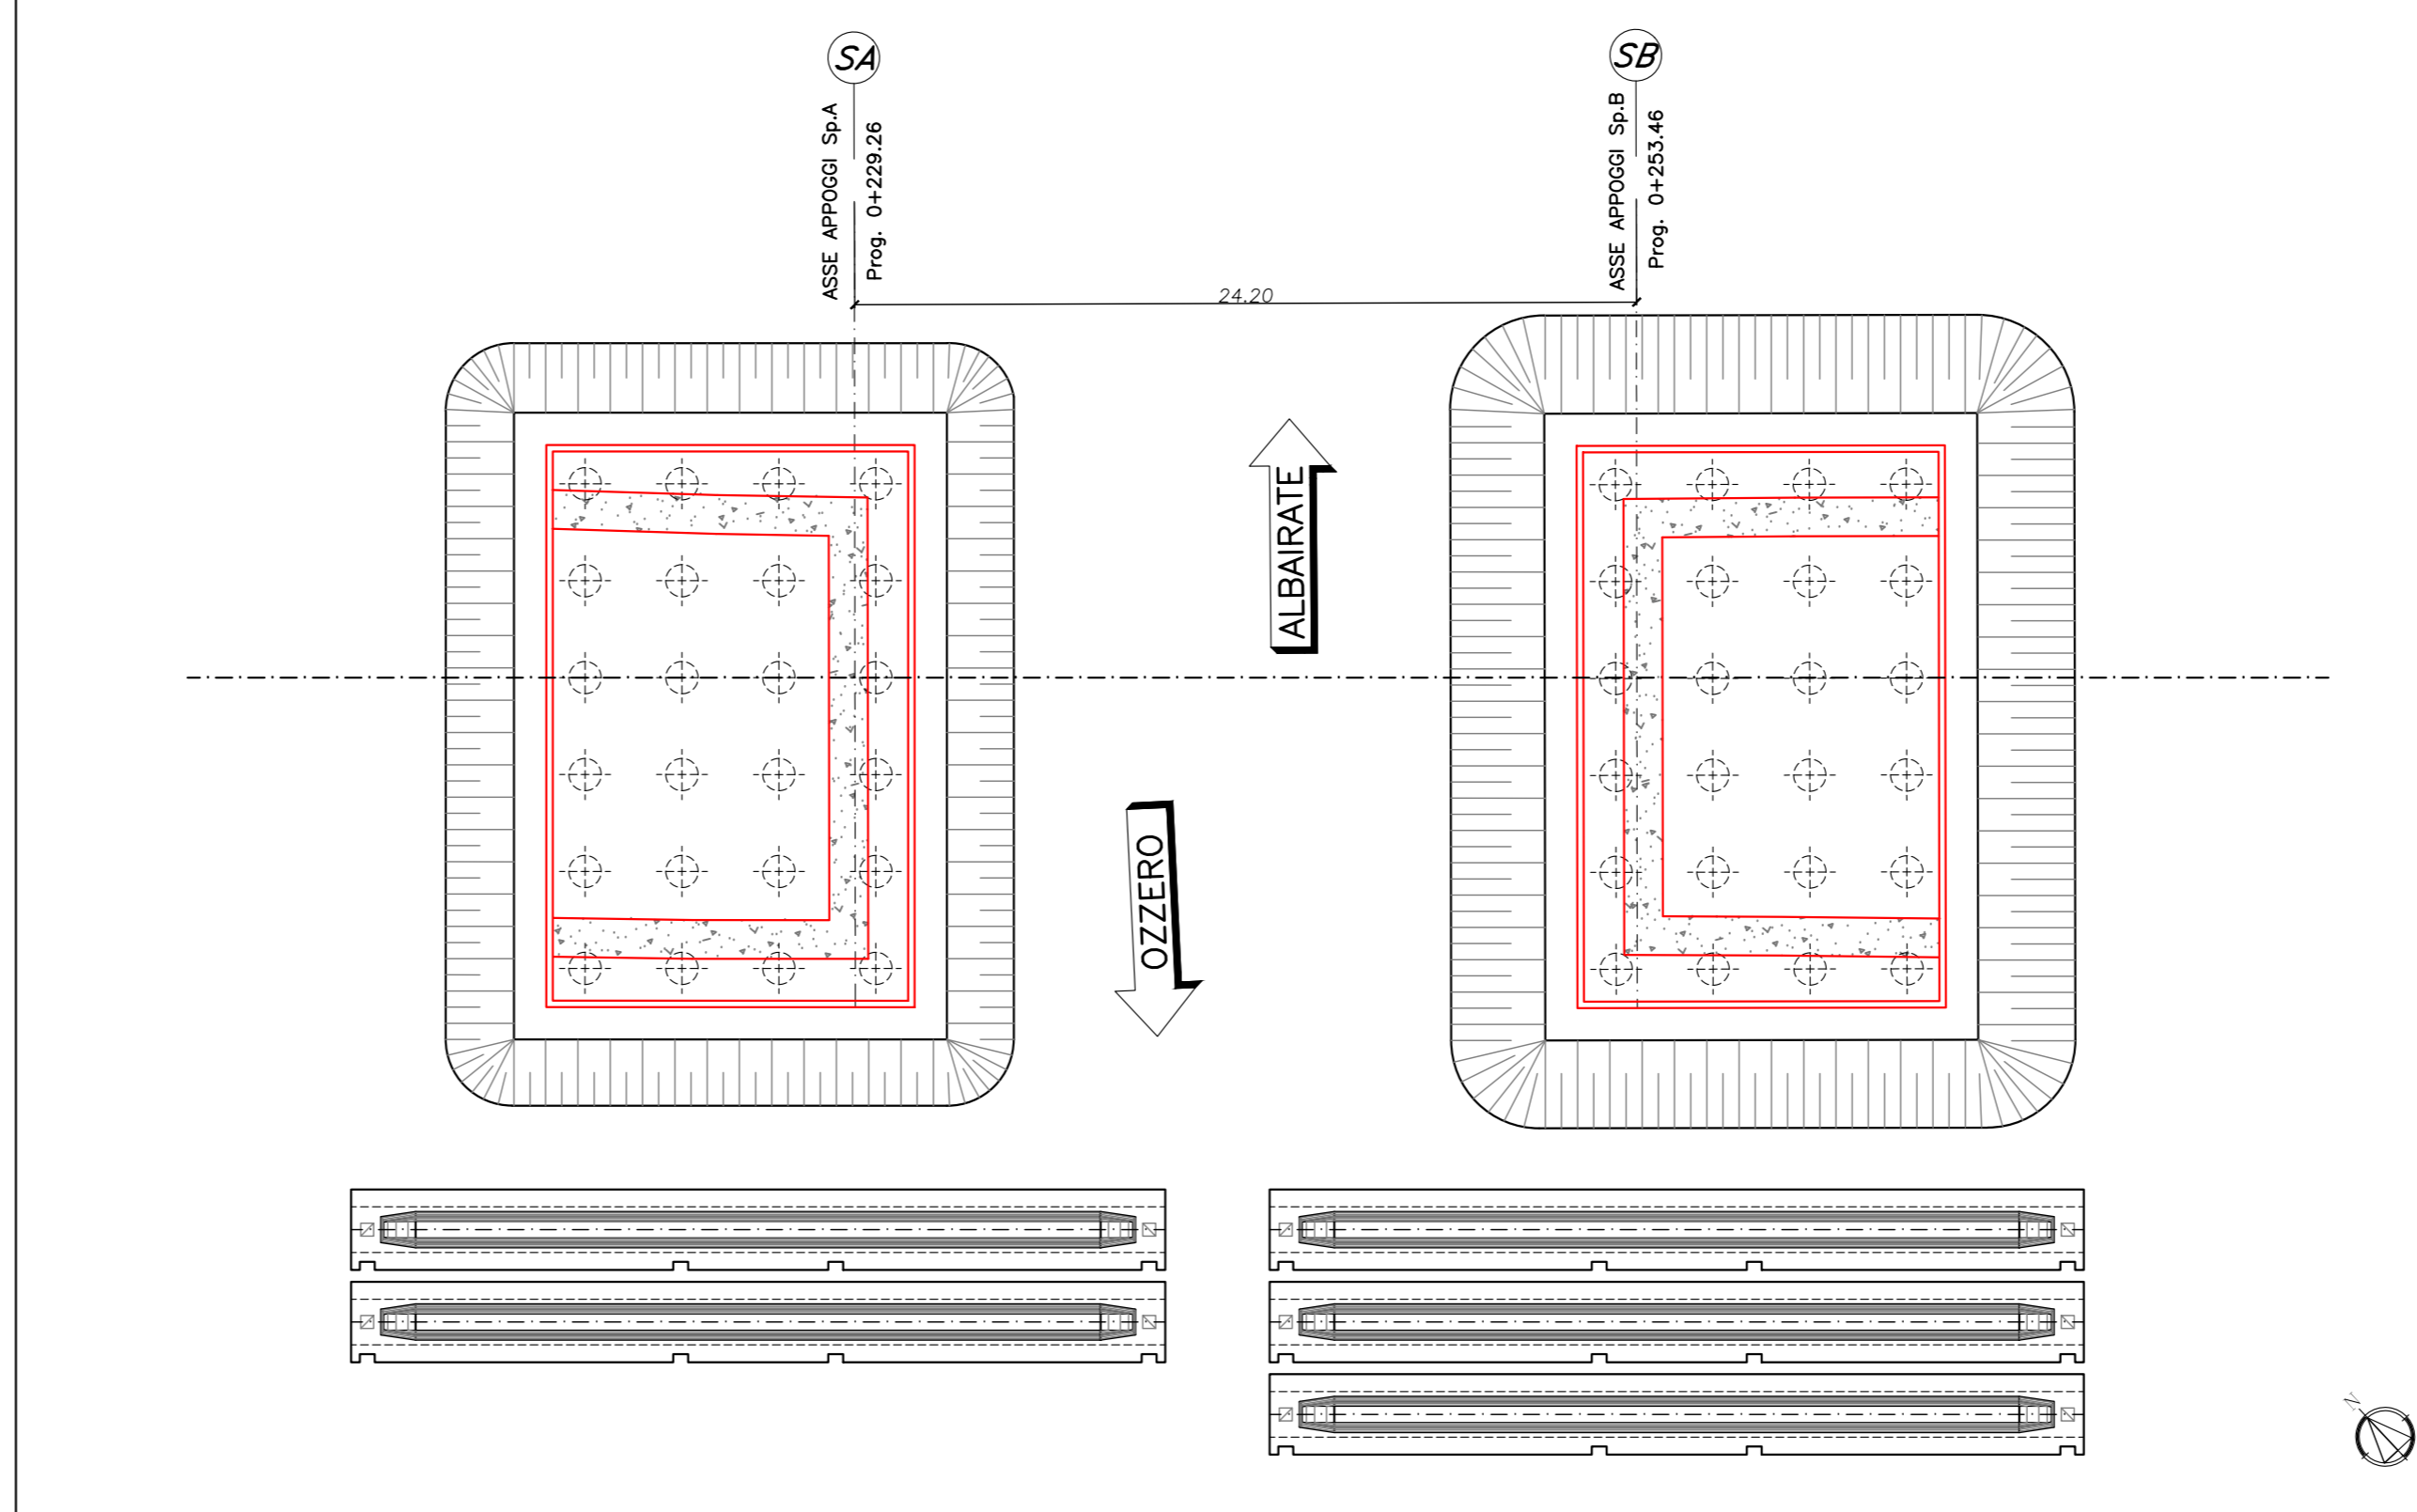 SA
SB
ASSE APPOGGI Sp.A
Prog. 0+229.26
ASSE APPOGGI Sp.B
Prog. 0+253.46
24.20
ALBAIRATE
OZZERO
N